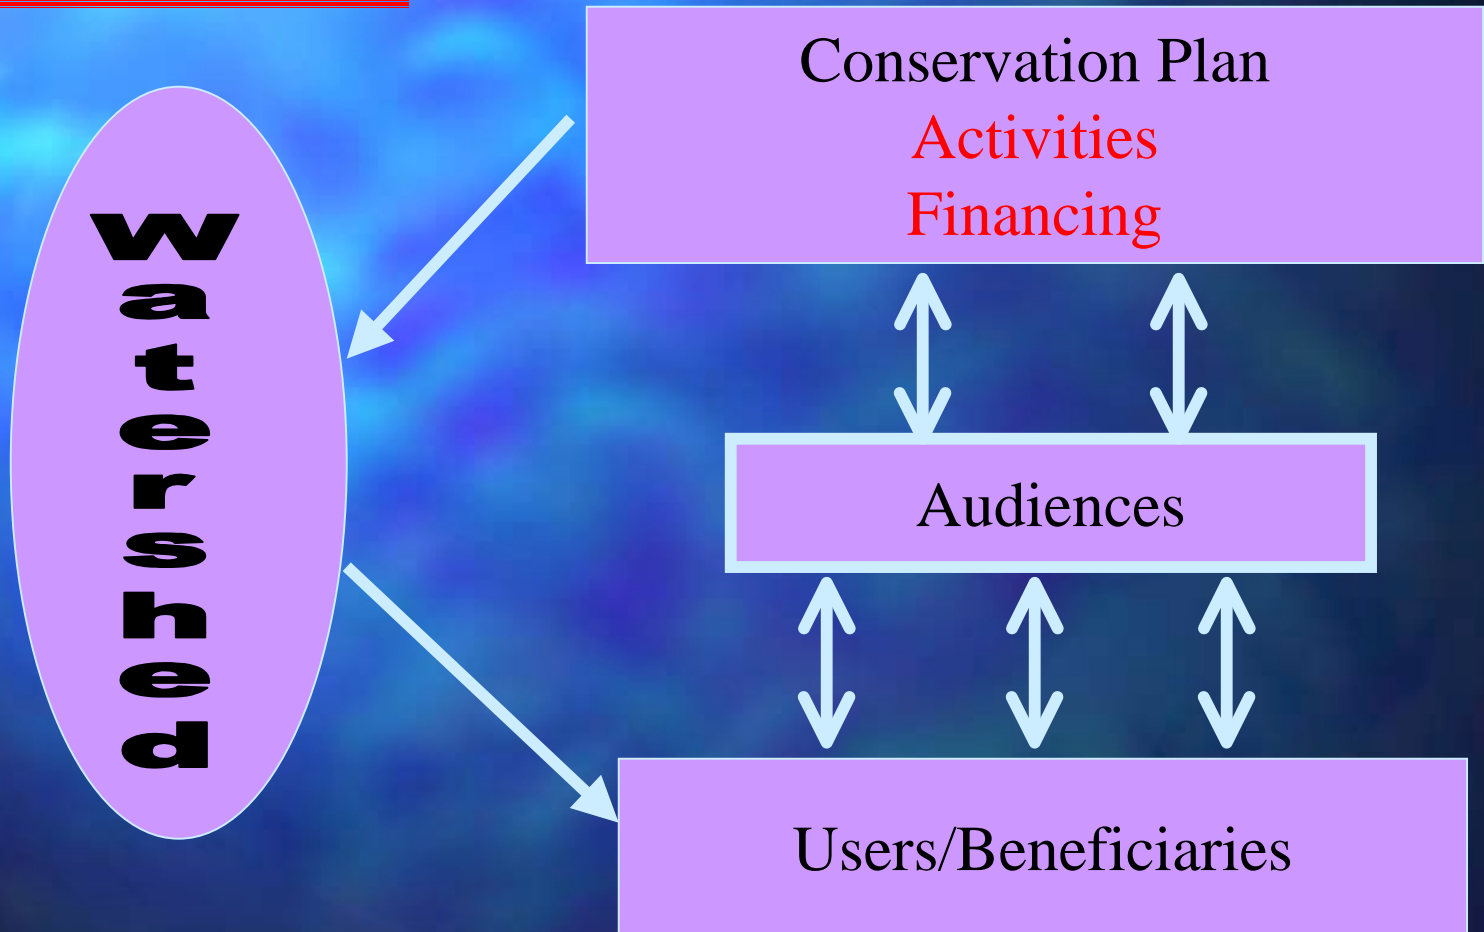 Watershed
Conservation Plan
Activities
Financing
Audiences
Users/Beneficiaries